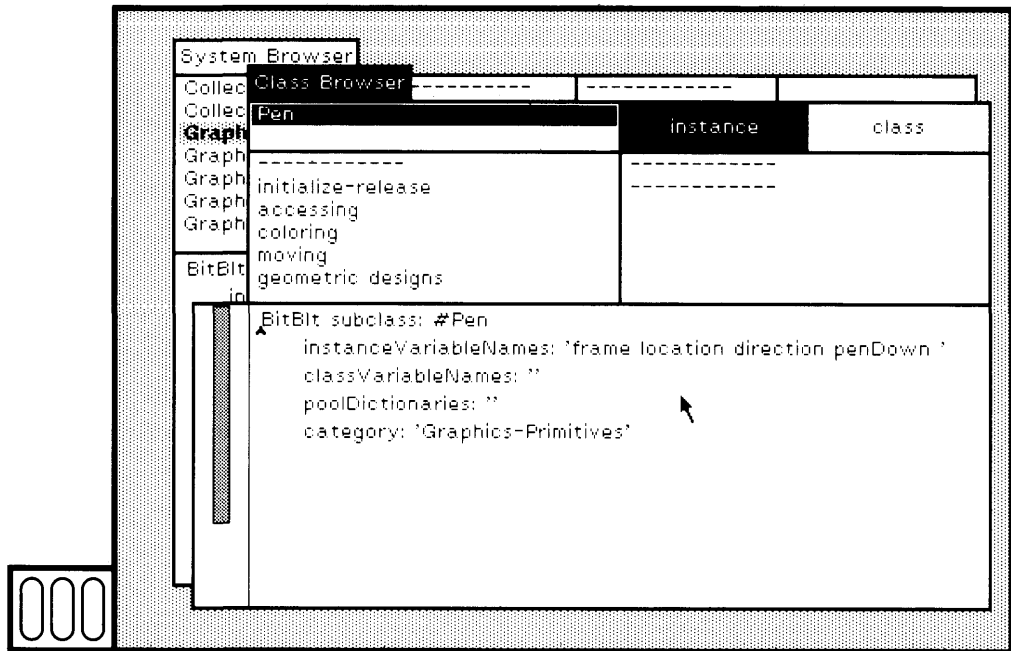 System Browser
Collec
Class Browser
------------
------------
Collec
Pen
instance
class
Graph
Graph
Graph
Graph
Graph
------------
initialize-release
accessing
coloring
moving
geometric designs
------------
------------
BitBlt
in
BitBlt subclass: #Pen
instanceVariableNames: 'frame location direction penDown '
classVariableNames: ''
poolDictionaries: ''
category: 'Graphics-Primitives'